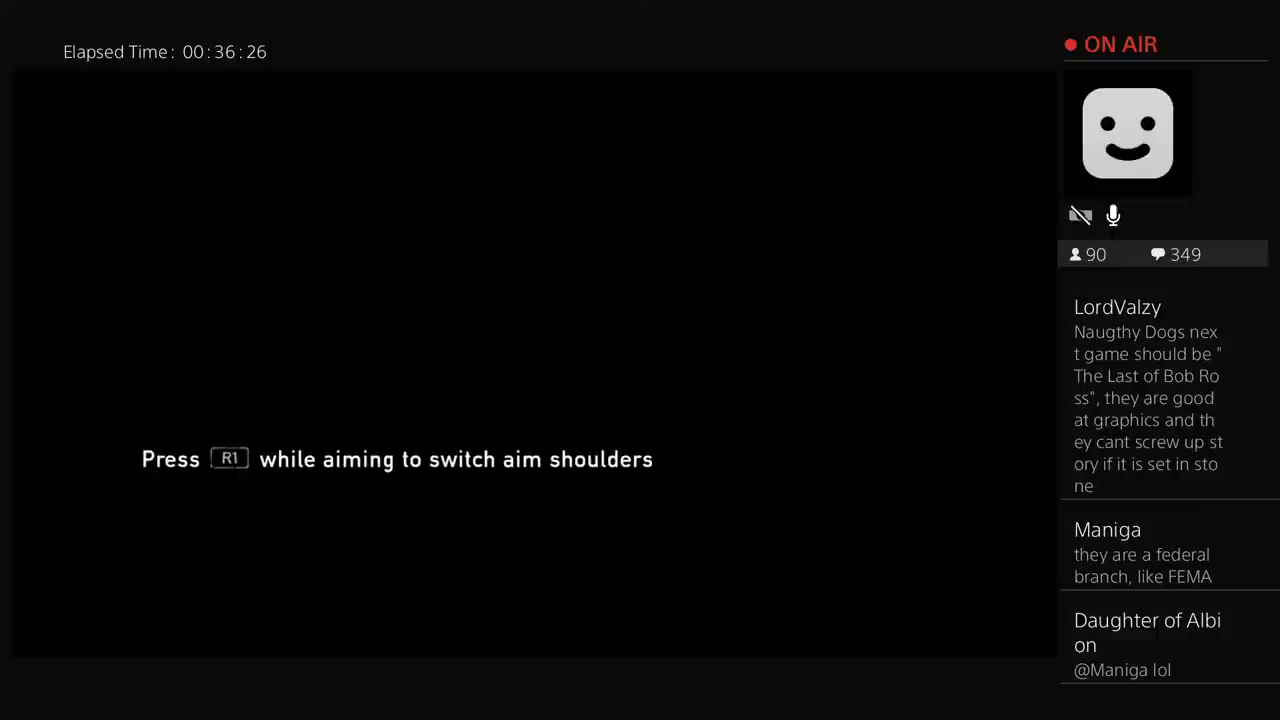 Elapsed Time: 00:36:26
ON AIR
90 349
LordValzy
Naugthy Dogs nex
t game should be "
The Last of Bob Ro
ss", they are good
at graphics and th
ey cant screw up st
ory if it is set in sto
ne
Press R1 while aiming to switch aim shoulders
Maniga
they are a federal
branch, like FEMA
Daughter of Albi
on
@Maniga lol